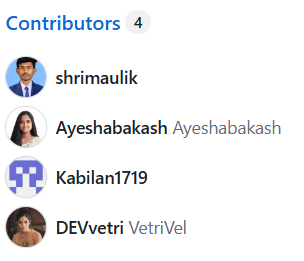 Contributors 4
shrimaulik
Ayeshabakash Ayeshabakash
Kabilan1719
DEVvetri VetriVel